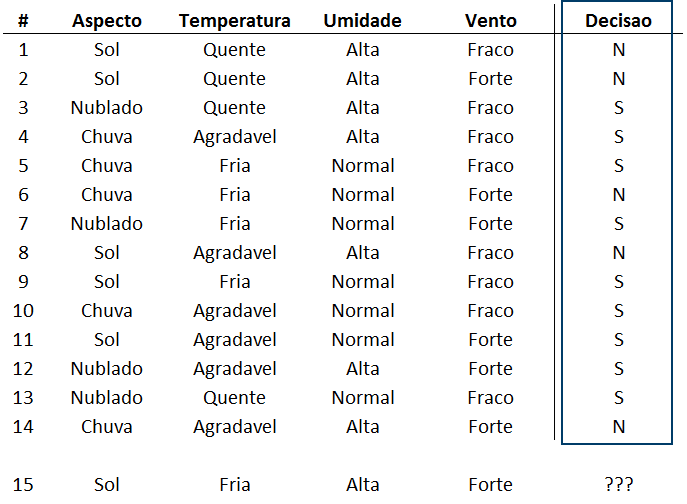 # Aspecto Temperatura Umidade Vento Decisao
1 Sol Quente Alta Fraco N
2 Sol Quente Alta Forte N
3 Nublado Quente Alta Fraco S
4 Chuva Agradavel Alta Fraco S
5 Chuva Fria Normal Fraco S
6 Chuva Fria Normal Forte N
7 Nublado Fria Normal Forte S
8 Sol Agradavel Alta Fraco N
9 Sol Fria Normal Fraco S
10 Chuva Agradavel Normal Fraco S
11 Sol Agradavel Normal Forte S
12 Nublado Agradavel Alta Forte S
13 Nublado Quente Normal Fraco S
14 Chuva Agradavel Alta Forte N
15 Sol Fria Alta Forte ???